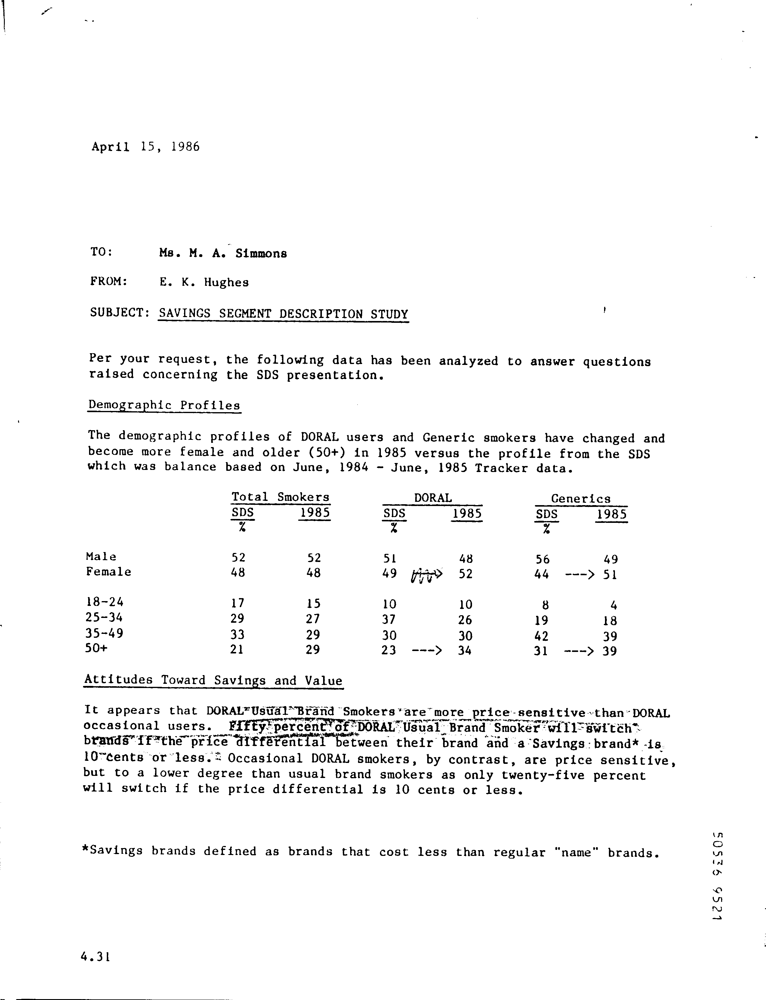 April 15, 1986
TO: Ms. M. A. Simmons
FROM: E. K. Hughes
SUBJECT: SAVINGS SEGMENT DESCRIPTION STUDY
Per your request, the following data has been analyzed to answer questions
raised concerning the SDS presentation.
Demographic Profiles
The demographic profiles of DORAL users and Generic smokers have changed and
become more female and older (50+) in 1985 versus the profile from the SDS
which was balance based on June, 1984 - June, 1985 Tracker data.
Total Smokers DORAL Generics
SDS 1985 SDS 1985 SDS 1985
% % %
Male 52 52 51 48 56 49
Female 48 48 49 52 44 ---> 51
18-24 17 15 10 10 8 4
25-34 29 27 37 26 19 18
35-49 33 29 30 30 42 39
50+ 21 29 23 ---> 34 31 ---> 39
Attitudes Toward Savings and Value
It appears that DORAL Usual Brand Smokers are more price sensitive than DORAL
occasional users. Fifty percent of DORAL Usual Brand Smoker will switch
brands if the price differential between their brand and a Savings brand* is
10 cents or less. Occasional DORAL smokers, by contrast, are price sensitive,
but to a lower degree than usual brand smokers as only twenty-five percent
will switch if the price differential is 10 cents or less.
*Savings brands defined as brands that cost less than regular "name" brands.
50536 9521
4.31